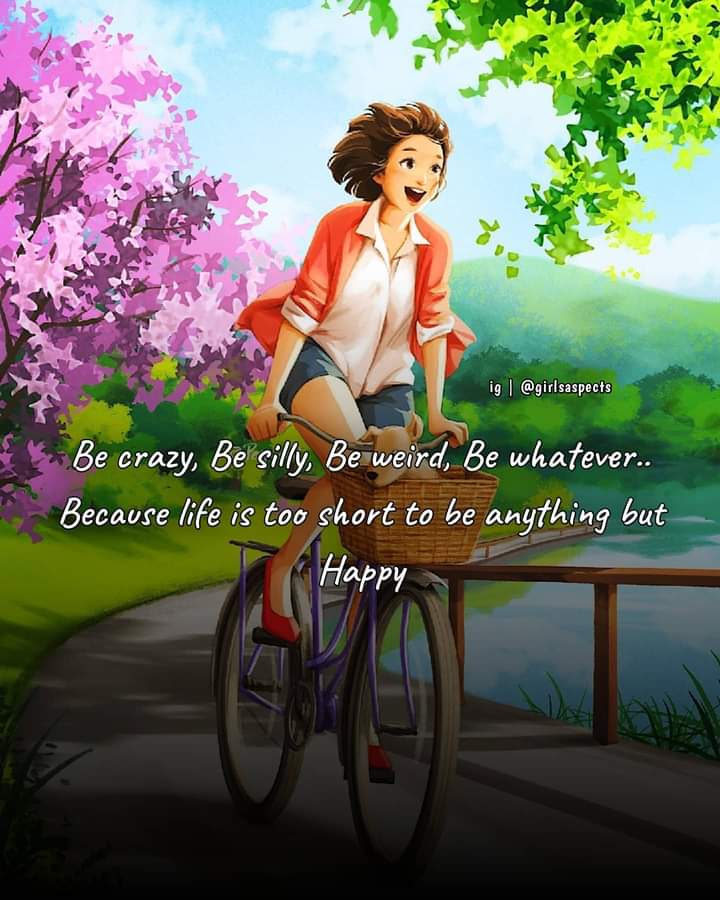 ig | @girlsaspects
Be crazy, Be silly, Be weird, Be whatever..
Because life is too short to be anything but
Happy